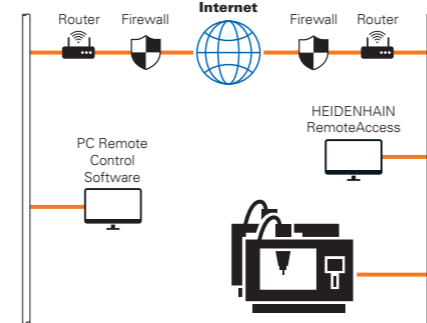 Internet
Router
Firewall
Firewall
Router
HEIDENHAIN
RemoteAccess
PC Remote
Control
Software